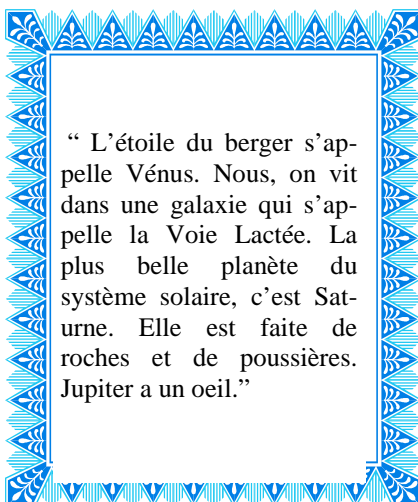 “ L’étoile du berger s’ap-
pelle Vénus. Nous, on vit
dans une galaxie qui s’ap-
pelle la Voie Lactée. La
plus belle planète du
système solaire, c’est Sat-
urne. Elle est faite de
roches et de poussières.
Jupiter a un oeil.”